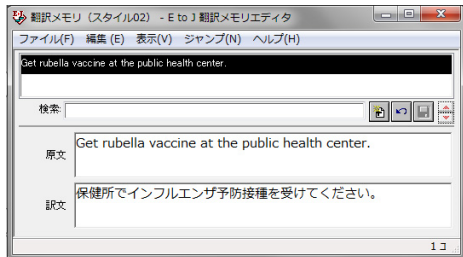 翻訳メモリ（スタイル02） - E to J 翻訳メモリエディタ
ファイル(F) 編集(E) 表示(V) ジャンプ(N) ヘルプ(H)
Get rubella vaccine at the public health center.
検索:
原文 Get rubella vaccine at the public health center.
訳文 保健所でインフルエンザ予防接種を受けてください。
1コ